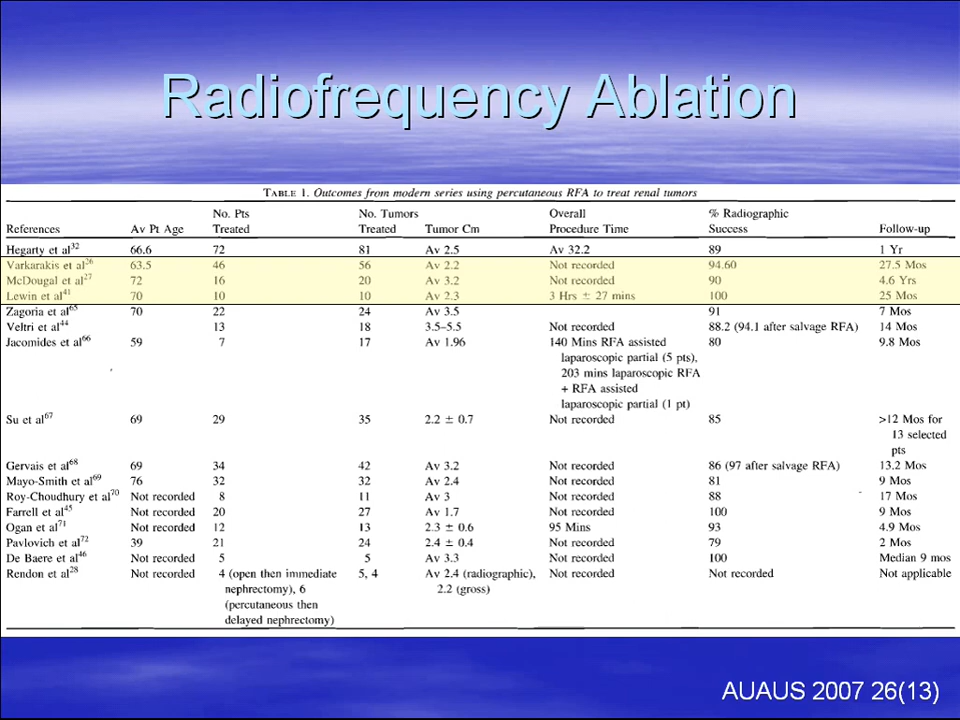 Radiofrequency Ablation
TABLE 1. Outcomes from modern series using percutaneous RFA to treat renal tumors
No. Pts No. Tumors Overall % Radiographic
References Av Pt Age Treated Treated Tumor Cm Procedure Time Success Follow-up
Hegarty et al32 66.6 72 81 Av 2.5 Av 32.2 89 1 Yr
Varkarakis et al26 63.5 46 56 Av 2.2 Not recorded 94.60 27.5 Mos
McDougal et al27 72 16 20 Av 3.2 Not recorded 90 4.6 Yrs
Lewin et al41 70 10 10 Av 2.3 3 Hrs ± 27 mins 100 25 Mos
Zagoria et al65 70 22 24 Av 3.5 91 7 Mos
Veltri et al44 13 18 3.5–5.5 Not recorded 88.2 (94.1 after salvage RFA) 14 Mos
Jacomides et al66 59 7 17 Av 1.96 140 Mins RFA assisted 80 9.8 Mos
laparoscopic partial (5 pts),
203 mins laparoscopic RFA
+ RFA assisted
laparoscopic partial (1 pt)
Su et al67 69 29 35 2.2 ± 0.7 Not recorded 85 >12 Mos for
13 selected
pts
Gervais et al68 69 34 42 Av 3.2 Not recorded 86 (97 after salvage RFA) 13.2 Mos
Mayo-Smith et al69 76 32 32 Av 2.4 Not recorded 81 9 Mos
Roy-Choudhury et al70 Not recorded 8 11 Av 3 Not recorded 88 17 Mos
Farrell et al45 Not recorded 20 27 Av 1.7 Not recorded 100 9 Mos
Ogan et al71 Not recorded 12 13 2.3 ± 0.6 95 Mins 93 4.9 Mos
Pavlovich et al72 39 21 24 2.4 ± 0.4 Not recorded 79 2 Mos
De Baere et al46 Not recorded 5 5 Av 3.3 Not recorded 100 Median 9 mos
Rendon et al28 Not recorded 4 (open then immediate 5, 4 Av 2.4 (radiographic), Not recorded Not recorded Not applicable
nephrectomy), 6 2.2 (gross)
(percutaneous then
delayed nephrectomy)
AUAUS 2007 26(13)